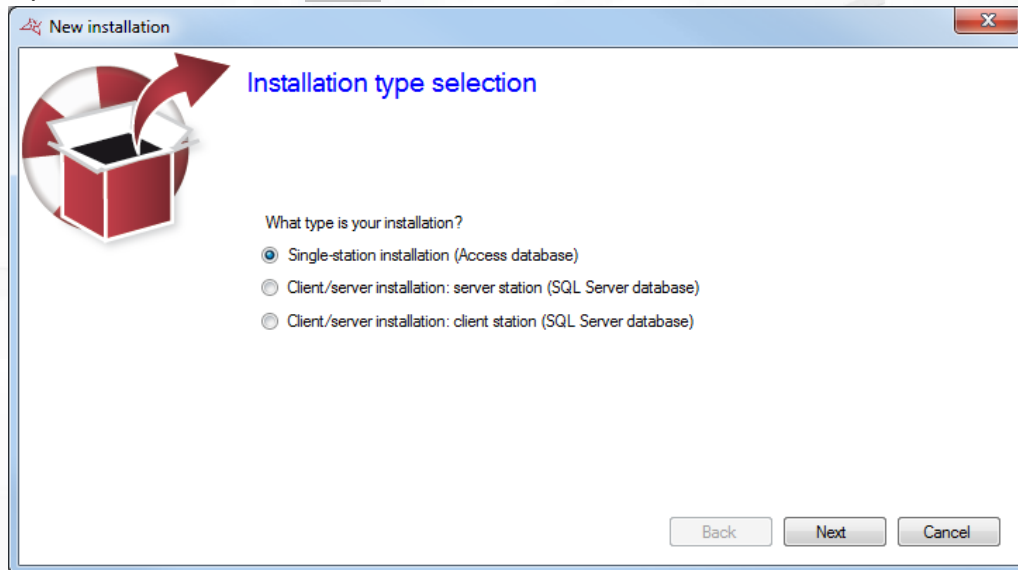 New installation
Installation type selection
What type is your installation?
Single-station installation (Access database)
Client/server installation: server station (SQL Server database)
Client/server installation: client station (SQL Server database)
Back Next Cancel